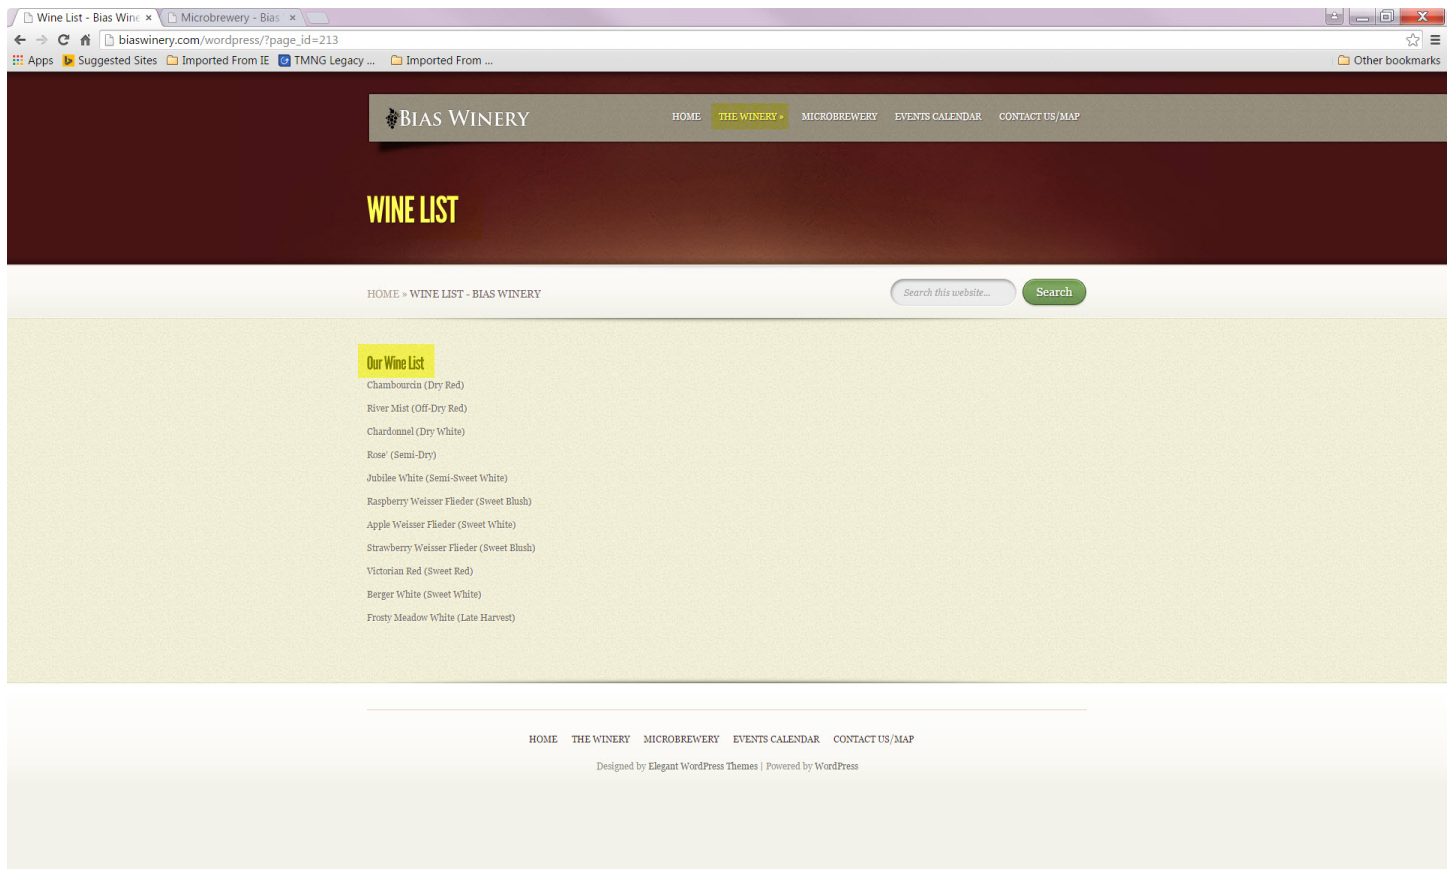 Wine List - Bias Wine × Microbrewery - Bias ×
biaswinery.com/wordpress/?page_id=213
Apps Suggested Sites Imported From IE TMNG Legacy ... Imported From ... Other bookmarks
BIAS WINERY HOME THE WINERY » MICROBREWERY EVENTS CALENDAR CONTACT US/MAP
WINE LIST
HOME » WINE LIST - BIAS WINERY Search this website... Search
Our Wine List
Chambourcin (Dry Red)
River Mist (Off-Dry Red)
Chardonnel (Dry White)
Rose' (Semi-Dry)
Jubilee White (Semi-Sweet White)
Raspberry Weisser Flieder (Sweet Blush)
Apple Weisser Flieder (Sweet White)
Strawberry Weisser Flieder (Sweet Blush)
Victorian Red (Sweet Red)
Berger White (Sweet White)
Frosty Meadow White (Late Harvest)
HOME THE WINERY MICROBREWERY EVENTS CALENDAR CONTACT US/MAP
Designed by Elegant WordPress Themes | Powered by WordPress